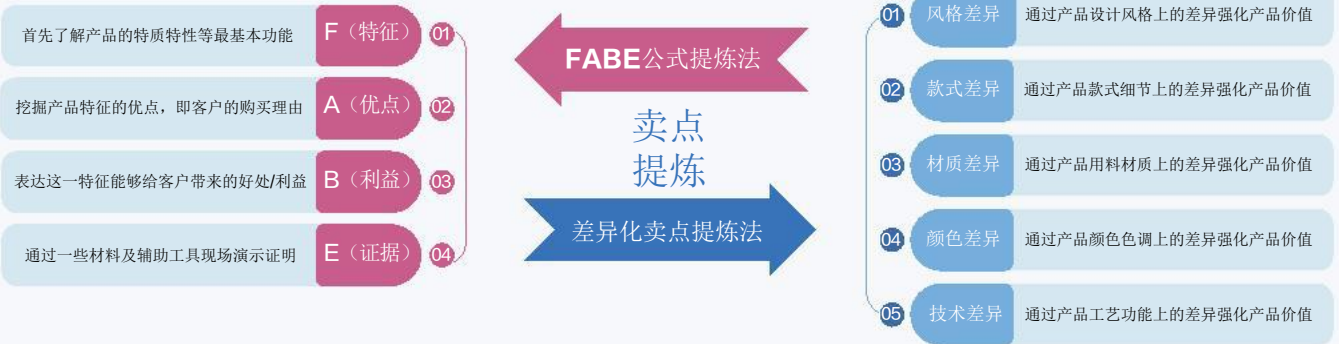 首先了解产品的特质特性等最基本功能
F（特征）
01
挖掘产品特征的优点，即客户的购买理由
A（优点）
02
表达这一特征能够给客户带来的好处/利益
B（利益）
03
通过一些材料及辅助工具现场演示证明
E（证据）
04
FABE公式提炼法
卖点
提炼
差异化卖点提炼法
01
风格差异
通过产品设计风格上的差异强化产品价值
02
款式差异
通过产品款式细节上的差异强化产品价值
03
材质差异
通过产品用料材质上的差异强化产品价值
04
颜色差异
通过产品颜色色调上的差异强化产品价值
05
技术差异
通过产品工艺功能上的差异强化产品价值